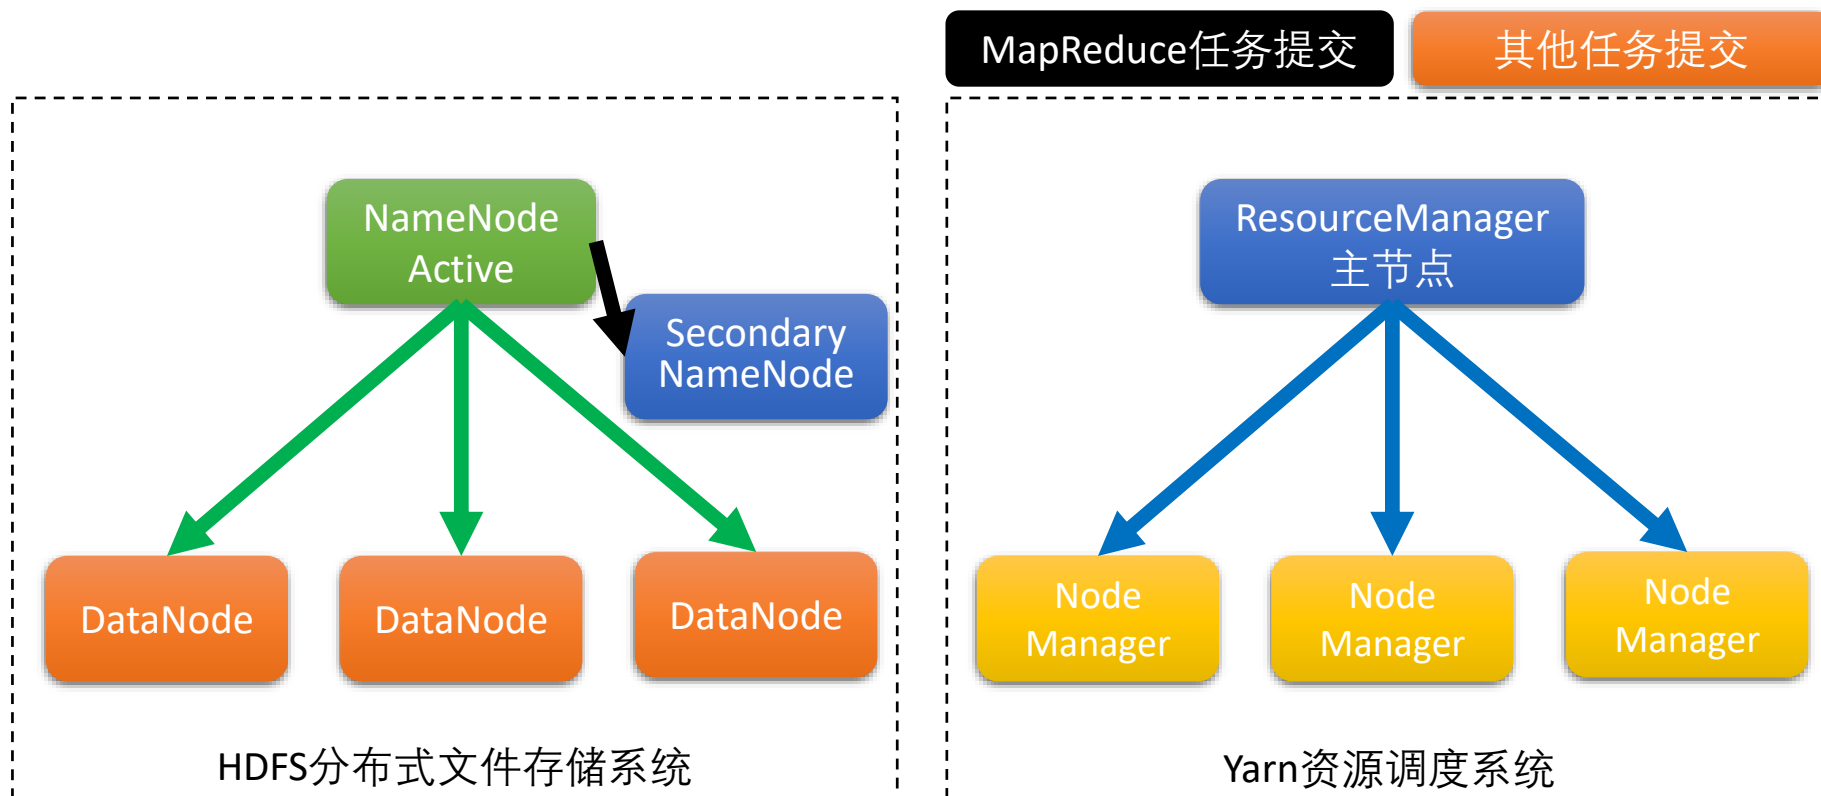 MapReduce任务提交
其他任务提交
NameNode
Active
Secondary
NameNode
DataNode
DataNode
DataNode
HDFS分布式文件存储系统
ResourceManager
主节点
Node
Manager
Node
Manager
Node
Manager
Yarn资源调度系统